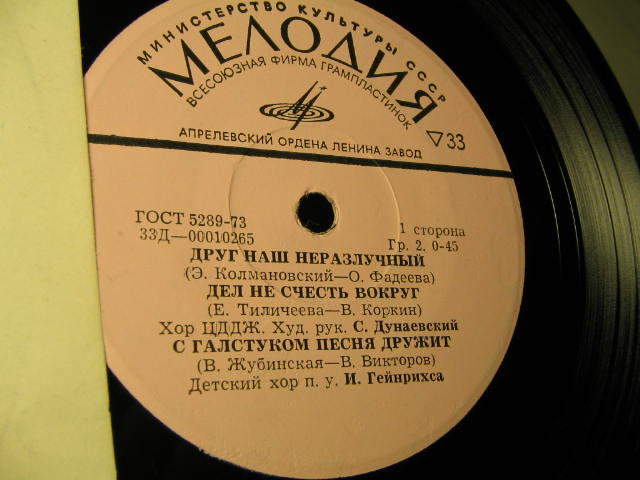 МИНИСТЕРСТВО КУЛЬТУРЫ СССР
МЕЛОДИЯ
ВСЕСОЮЗНАЯ ФИРМА ГРАМПЛАСТИНОК
АПРЕЛЕВСКИЙ ОРДЕНА ЛЕНИНА ЗАВОД
33
ГОСТ 5289-73
1 сторона
33Д—00010265
Гр. 2. 0-45
ДРУГ НАШ НЕРАЗЛУЧНЫЙ
(Э. Колмановский—О. Фадеева)
ДЕЛ НЕ СЧЕСТЬ ВОКРУГ
(Е. Тиличеева—В. Коркин)
Хор ЦДДЖ. Худ. рук. С. Дунаевский
С ГАЛСТУКОМ ПЕСНЯ ДРУЖИТ
(В. Жубинская—В. Викторов)
Детский хор п. у. И. Гейнрихса